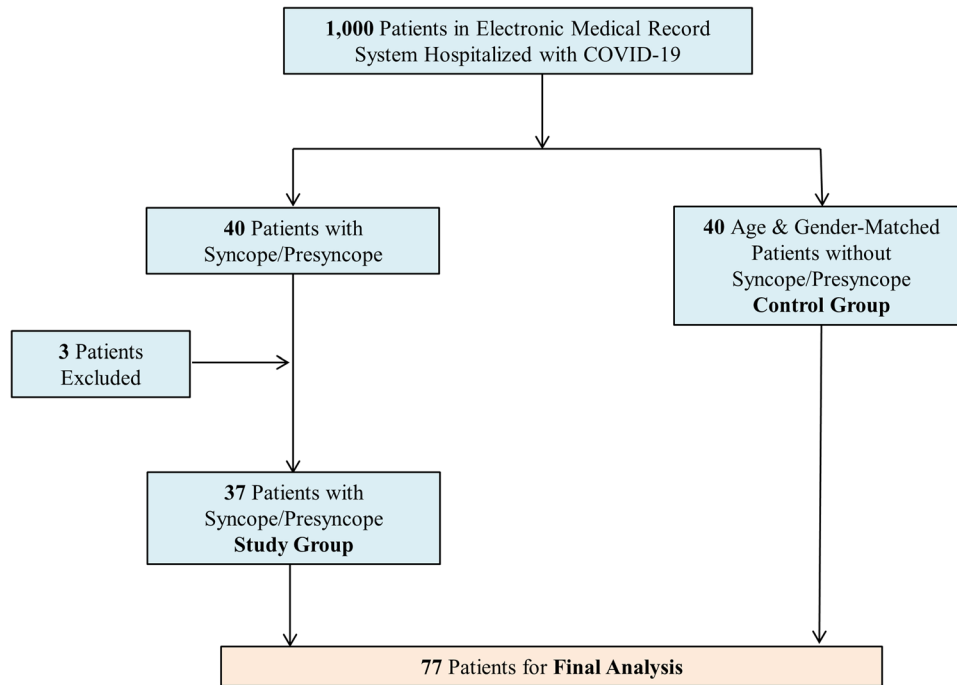 1,000 Patients in Electronic Medical Record
System Hospitalized with COVID-19
40 Patients with
Syncope/Presyncope
40 Age & Gender-Matched
Patients without
Syncope/Presyncope
Control Group
3 Patients
Excluded
37 Patients with
Syncope/Presyncope
Study Group
77 Patients for Final Analysis